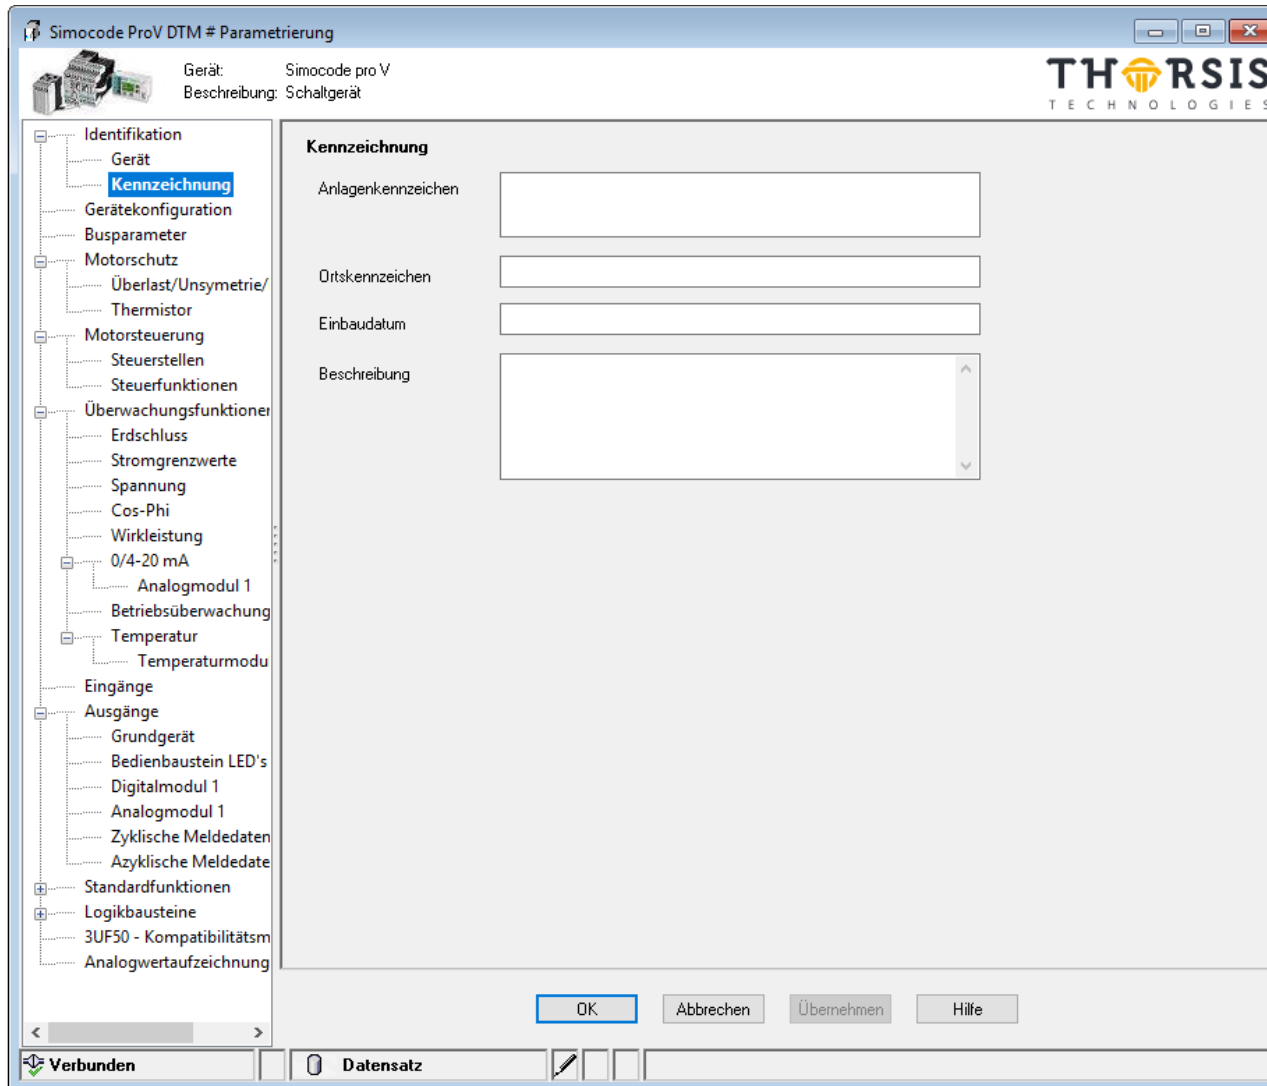 Simocode ProV DTM # Parametrierung
Gerät: Simocode pro V
Beschreibung: Schaltgerät
THORSIS
TECHNOLOGIES
Identifikation
Gerät
Kennzeichnung
Gerätekonfiguration
Busparameter
Motorschutz
Überlast/Unsymetrie/
Thermistor
Motorsteuerung
Steuerstellen
Steuerfunktionen
Überwachungsfunktioner
Erdschluss
Stromgrenzwerte
Spannung
Cos-Phi
Wirkleistung
0/4-20 mA
Analogmodul 1
Betriebsüberwachung
Temperatur
Temperaturmodu
Eingänge
Ausgänge
Grundgerät
Bedienbaustein LED's
Digitalmodul 1
Analogmodul 1
Zyklische Meldedaten
Azyklische Meldedate
Standardfunktionen
Logikbausteine
3UF50 - Kompatibilitätsm
Analogwertaufzeichnung
Kennzeichnung
Anlagenkennzeichen
Ortskennzeichen
Einbaudatum
Beschreibung
OK Abbrechen Übernehmen Hilfe
Verbunden Datensatz